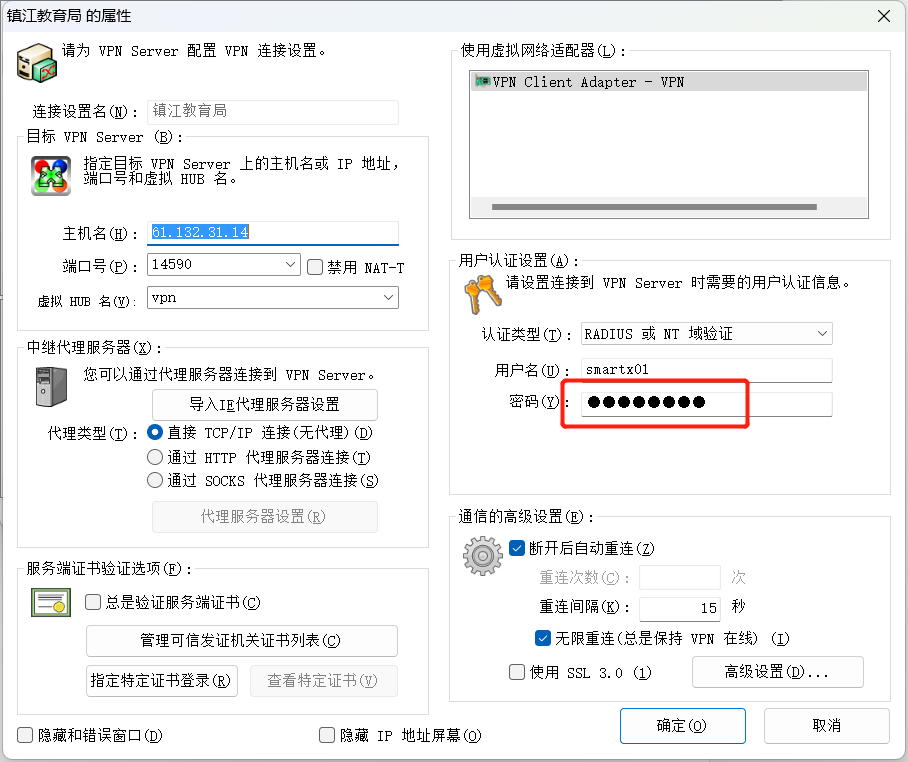 镇江教育局 的属性
请为 VPN Server 配置 VPN 连接设置。
连接设置名(N):
镇江教育局
目标 VPN Server (B):
指定目标 VPN Server 上的主机名或 IP 地址,
端口号和虚拟 HUB 名。
主机名(H):
61.132.31.14
端口号(P):
14590
禁用 NAT-T
虚拟 HUB 名(V):
vpn
中继代理服务器(X):
您可以通过代理服务器连接到 VPN Server。
导入IE代理服务器设置
代理类型(T):
直接 TCP/IP 连接(无代理)(D)
通过 HTTP 代理服务器连接(T)
通过 SOCKS 代理服务器连接(S)
代理服务器设置(R)
服务端证书验证选项(F):
总是验证服务端证书(C)
管理可信发证机关证书列表(C)
指定特定证书登录(R)
查看特定证书(V)
隐藏和错误窗口(D)
隐藏 IP 地址屏幕(O)
使用虚拟网络适配器(L):
VPN Client Adapter - VPN
用户认证设置(A):
请设置连接到 VPN Server 时需要的用户认证信息。
认证类型(T):
RADIUS 或 NT 域验证
用户名(U):
smartx01
密码(Y):
●●●●●●●●
通信的高级设置(E):
断开后自动重连(Z)
重连次数(C):
次
重连间隔(K):
15 秒
无限重连(总是保持 VPN 在线) (I)
使用 SSL 3.0 (1)
高级设置(D)...
确定(O)
取消